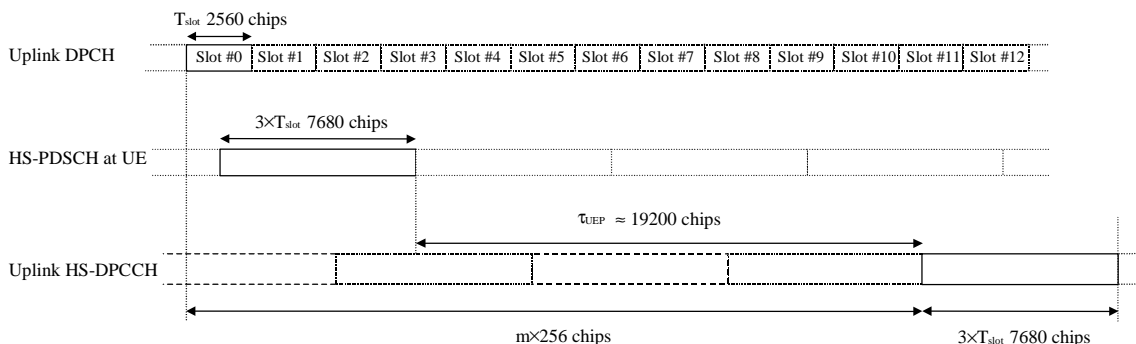 Tslot 2560 chips
Uplink DPCH
Slot #0 Slot #1 Slot #2 Slot #3 Slot #4 Slot #5 Slot #6 Slot #7 Slot #8 Slot #9 Slot #10 Slot #11 Slot #12
3×Tslot 7680 chips
HS-PDSCH at UE
τUEP ≈ 19200 chips
Uplink HS-DPCCH
m×256 chips
3×Tslot 7680 chips